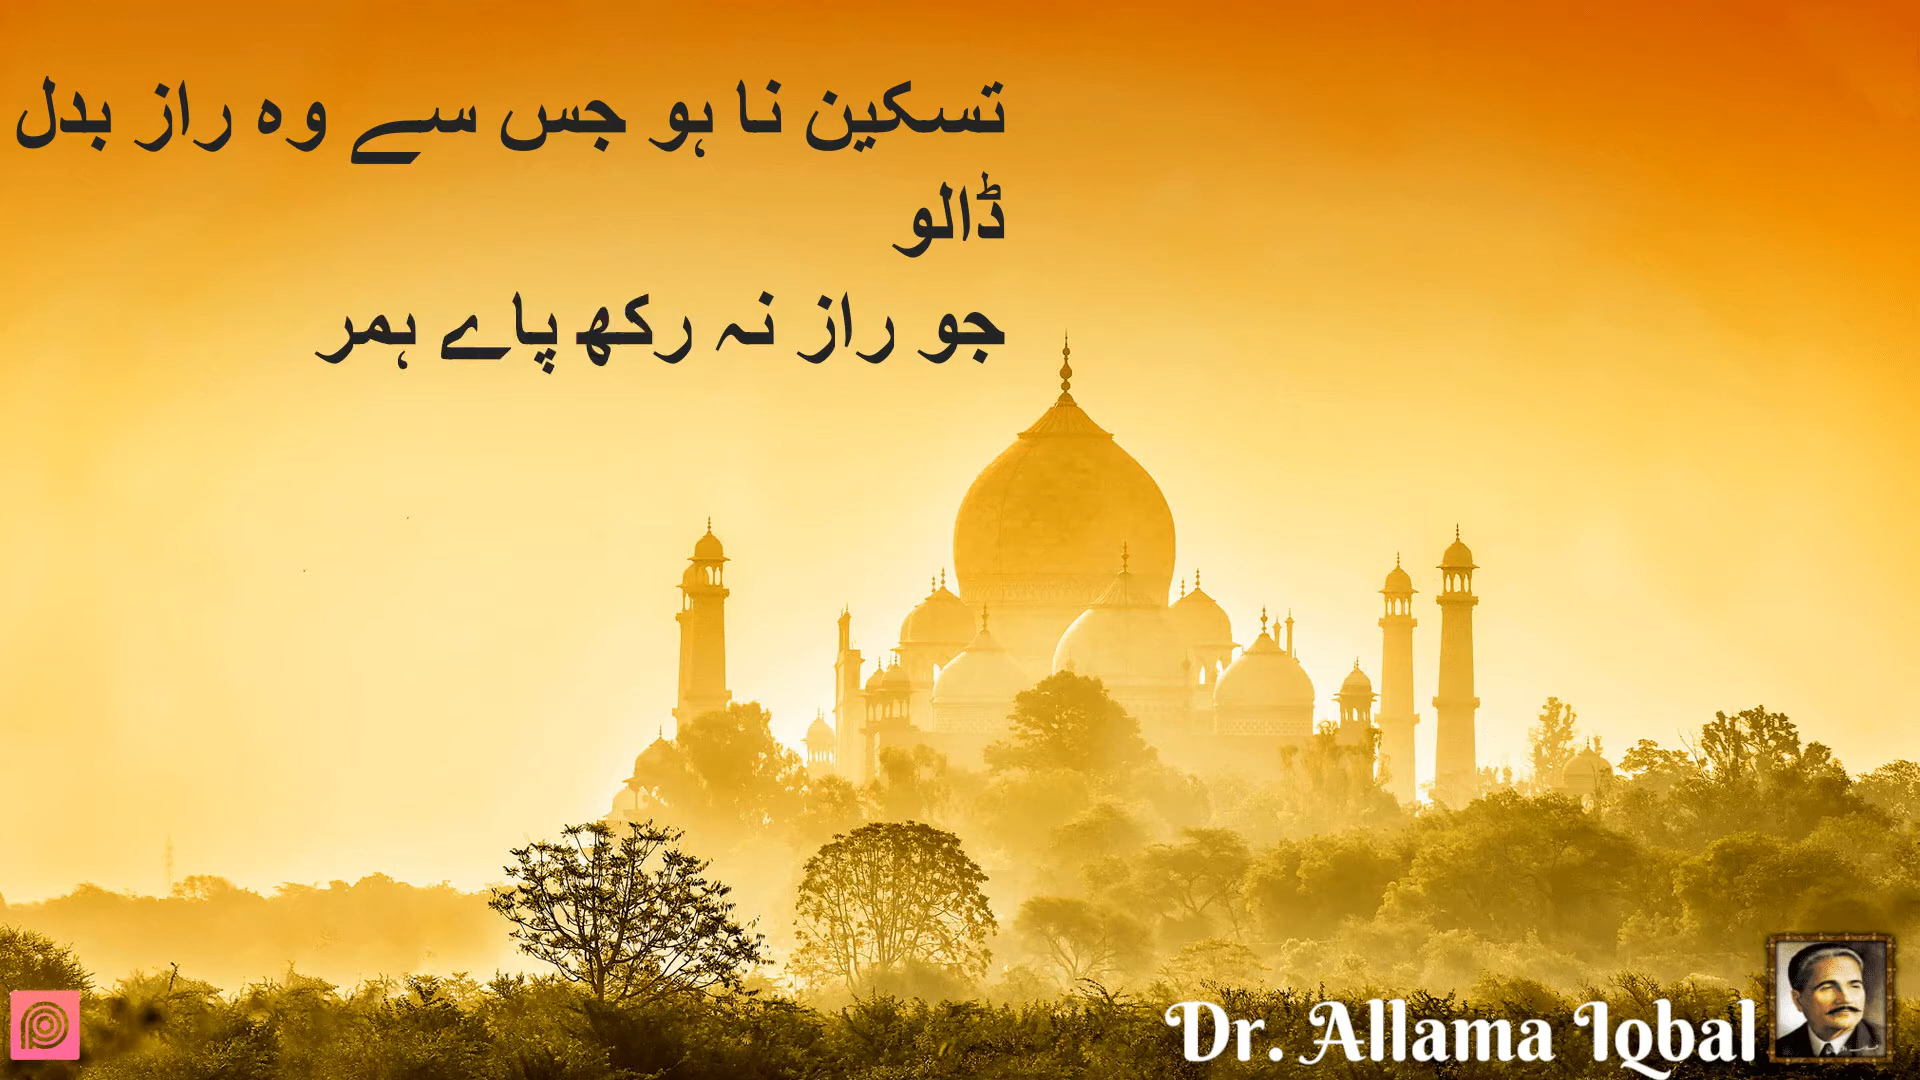 تسکین نا ہو جس سے وہ راز بدل
ڈالو
جو راز نہ رکھ پاے ہمر
Dr. Allama Iqbal